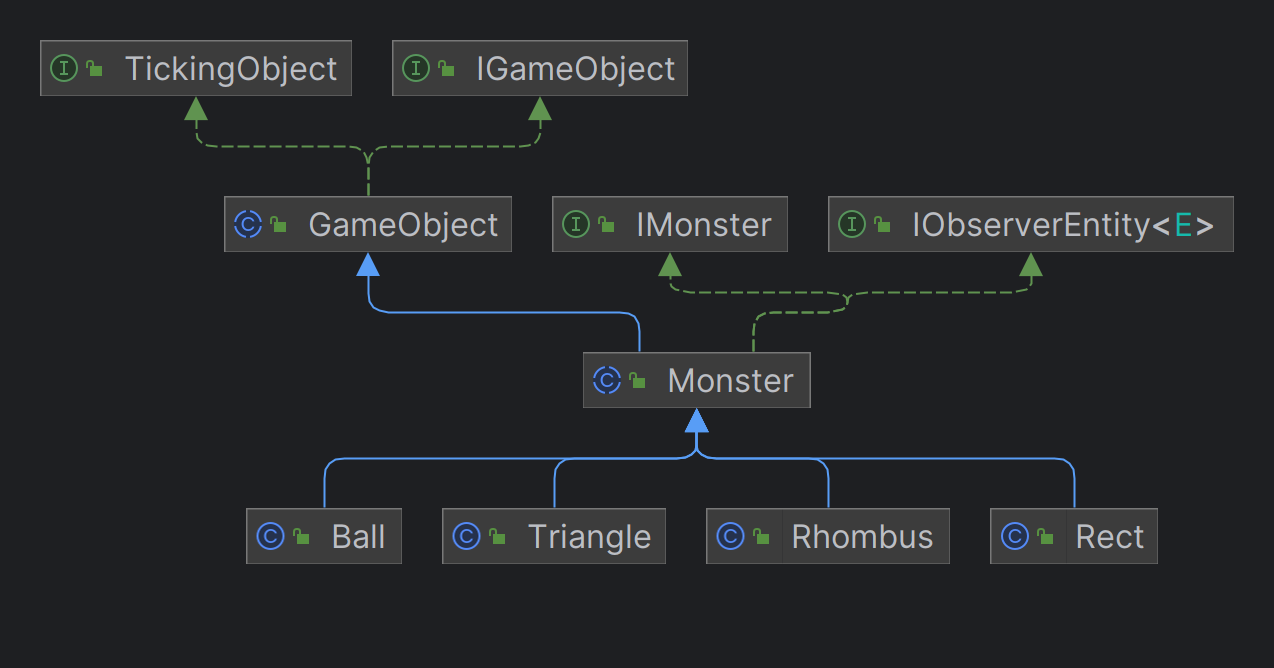 TickingObject
IGameObject
GameObject
IMonster
IObserverEntity<E>
Monster
Ball
Triangle
Rhombus
Rect